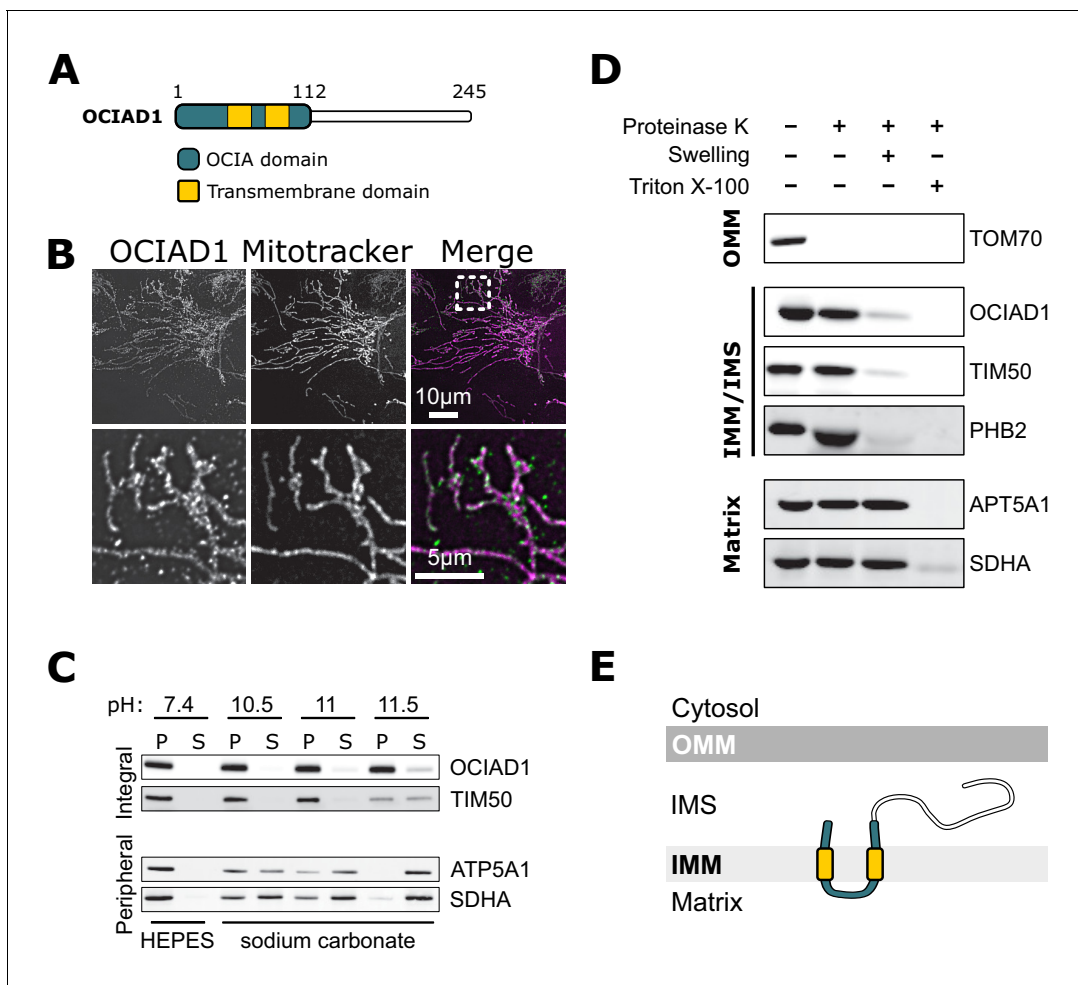 A
1 112 245
OCIAD1
OCIA domain
Transmembrane domain
B
OCIAD1 Mitotracker Merge
10μm
5μm
C
pH: 7.4 10.5 11 11.5
P S P S P S P S
Integral
OCIAD1
TIM50
Peripheral
ATP5A1
SDHA
HEPES sodium carbonate
D
Proteinase K – + + +
Swelling – – + –
Triton X-100 – – – +
OMM
TOM70
IMM/IMS
OCIAD1
TIM50
PHB2
Matrix
APT5A1
SDHA
E
Cytosol
OMM
IMS
IMM
Matrix